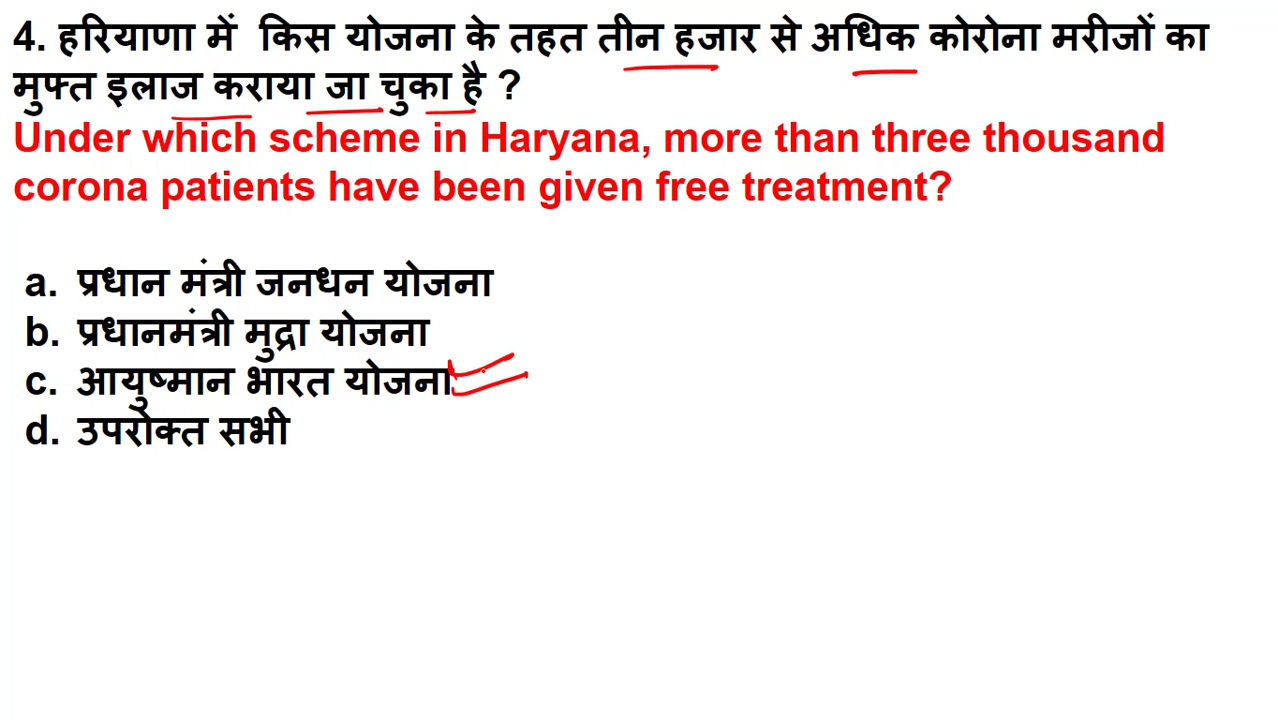 4. हरियाणा में किस योजना के तहत तीन हजार से अधिक कोरोना मरीजों का
मुफ्त इलाज कराया जा चुका है ?
Under which scheme in Haryana, more than three thousand
corona patients have been given free treatment?
a. प्रधान मंत्री जनधन योजना
b. प्रधानमंत्री मुद्रा योजना
c. आयुष्मान भारत योजना
d. उपरोक्त सभी